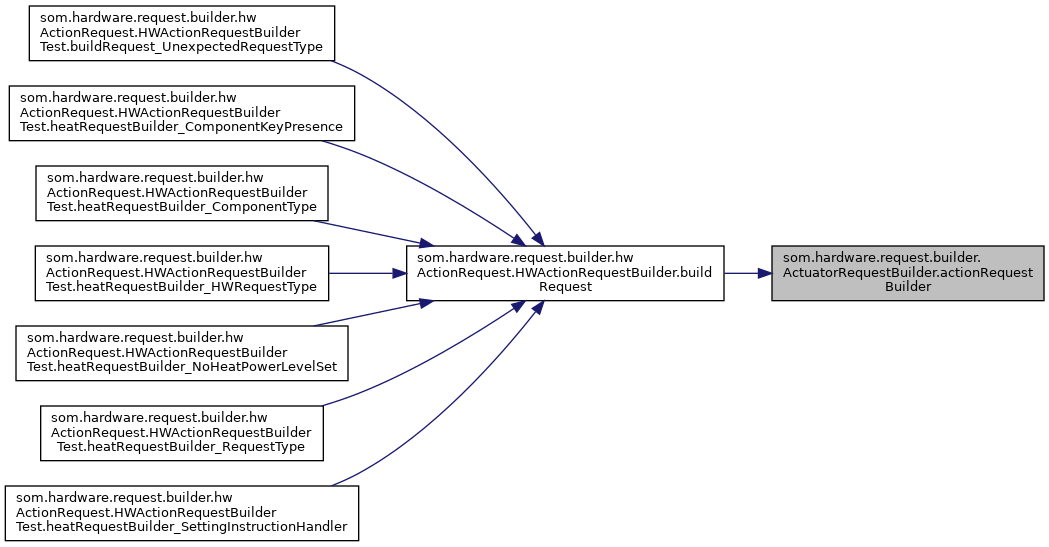 som.hardware.request.builder.hw
ActionRequest.HWActionRequestBuilder
Test.buildRequest_UnexpectedRequestType
som.hardware.request.builder.hw
ActionRequest.HWActionRequestBuilder
Test.heatRequestBuilder_ComponentKeyPresence
som.hardware.request.builder.hw
ActionRequest.HWActionRequestBuilder
Test.heatRequestBuilder_ComponentType
som.hardware.request.builder.hw
ActionRequest.HWActionRequestBuilder
Test.heatRequestBuilder_HWRequestType
som.hardware.request.builder.hw
ActionRequest.HWActionRequestBuilder
Test.heatRequestBuilder_NoHeatPowerLevelSet
som.hardware.request.builder.hw
ActionRequest.HWActionRequestBuilder
Test.heatRequestBuilder_RequestType
som.hardware.request.builder.hw
ActionRequest.HWActionRequestBuilder
Test.heatRequestBuilder_SettingInstructionHandler
som.hardware.request.builder.hw
ActionRequest.HWActionRequestBuilder.build
Request
som.hardware.request.builder.
ActuatorRequestBuilder.actionRequest
Builder